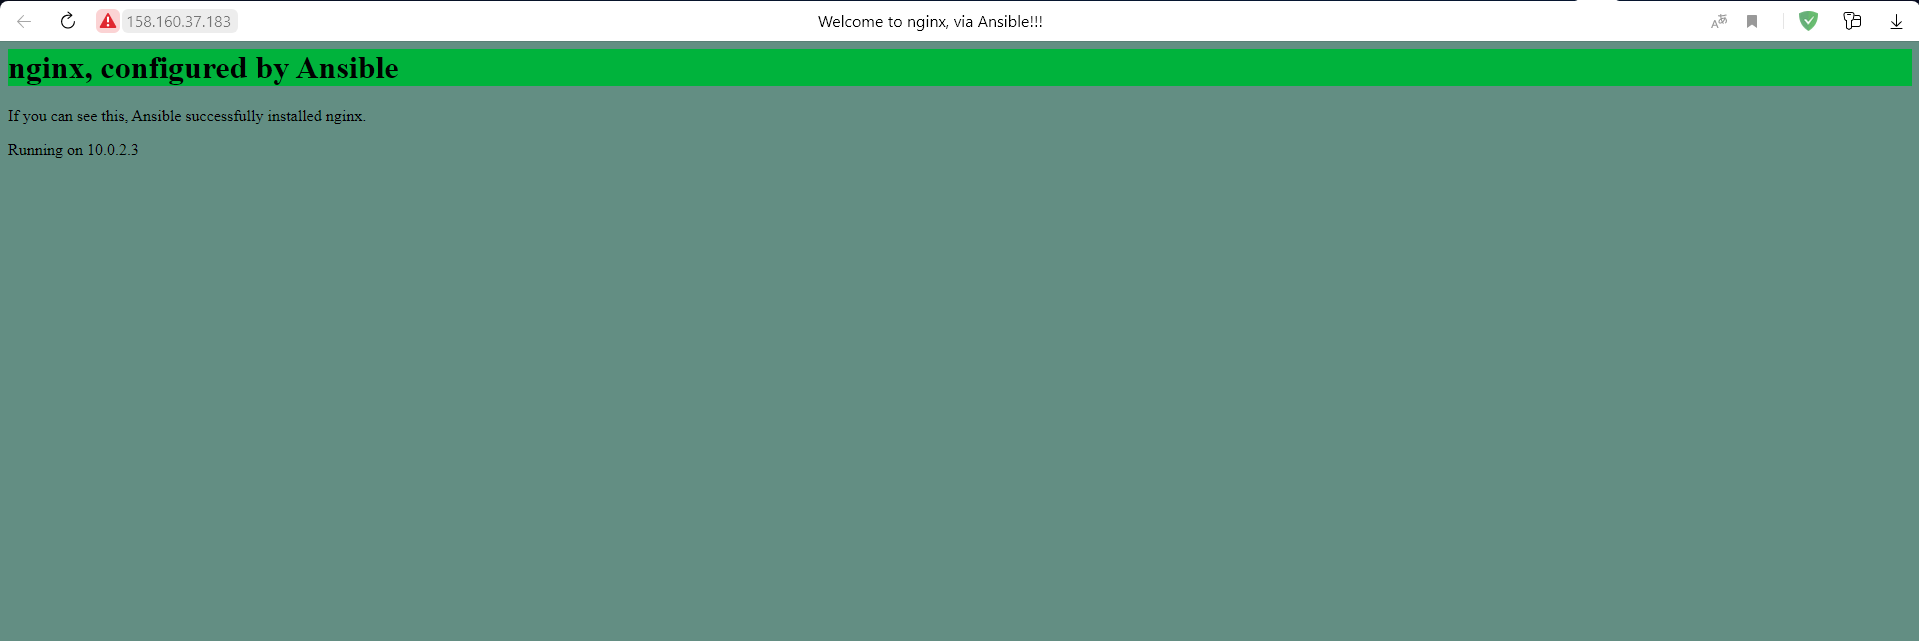 158.160.37.183
Welcome to nginx, via Ansible!!!
nginx, configured by Ansible
If you can see this, Ansible successfully installed nginx.
Running on 10.0.2.3